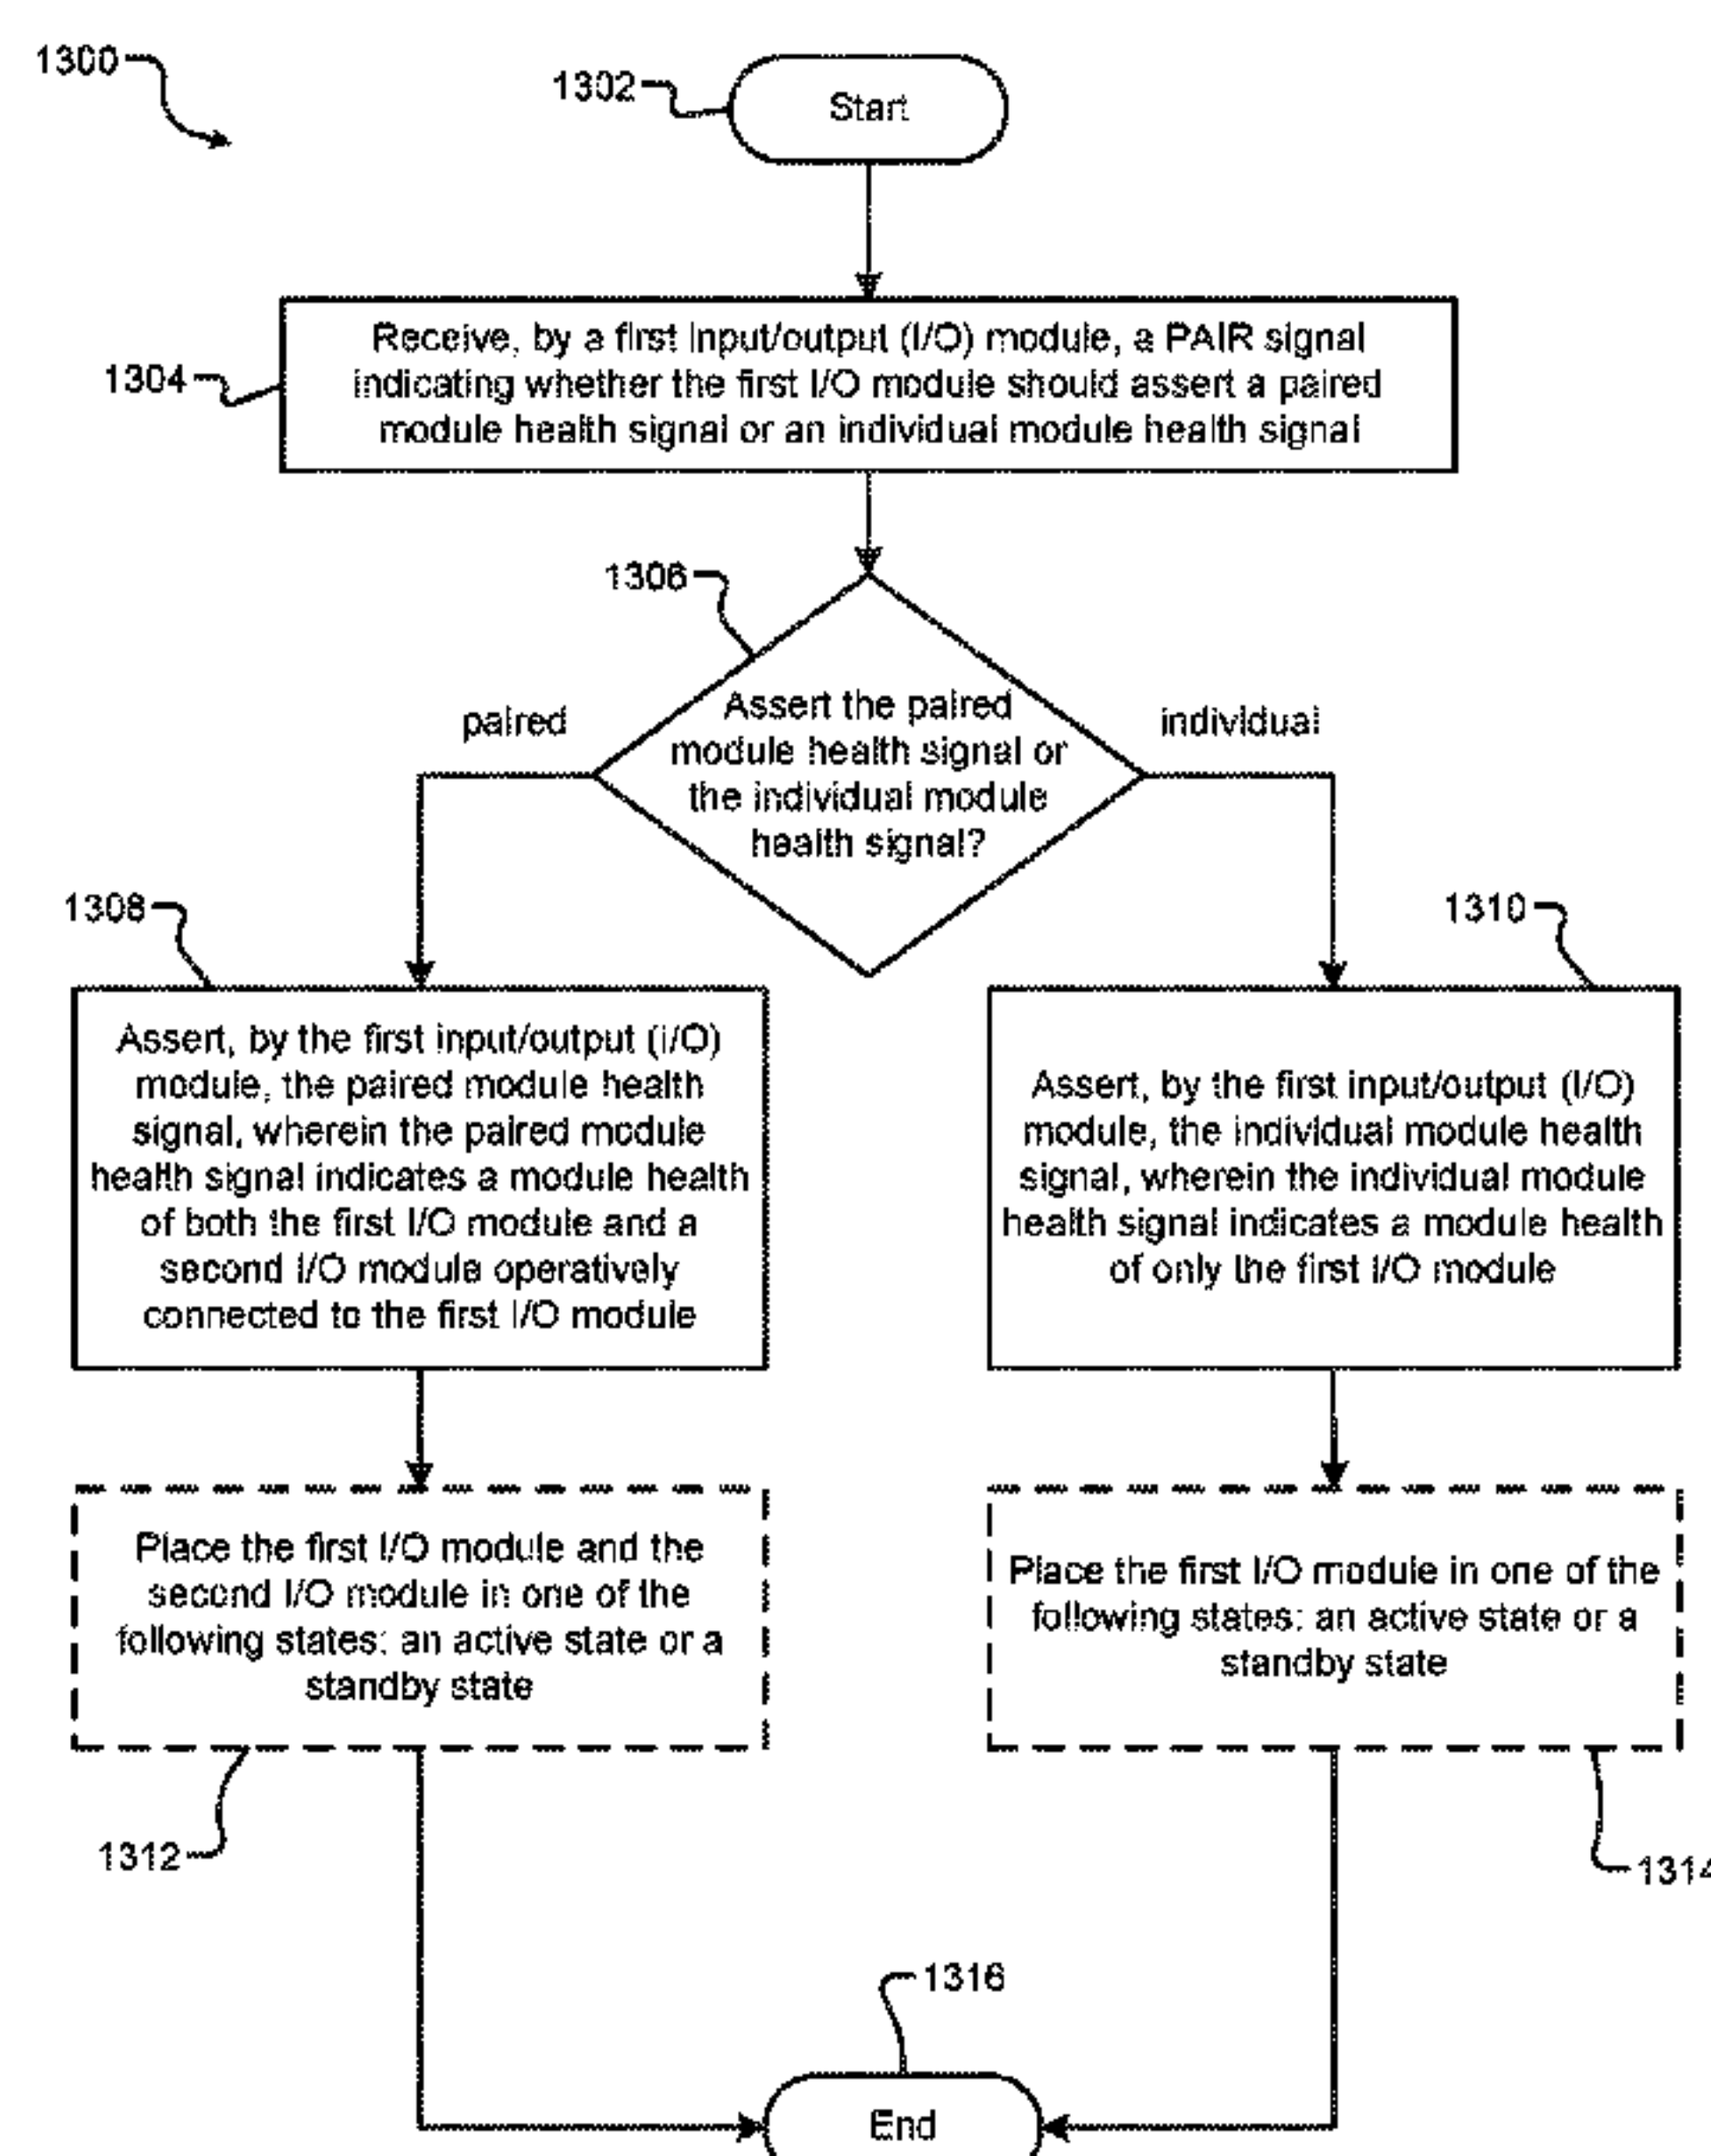 1300
1302
Start
1304
Receive, by a first input/output (I/O) module, a PAIR signal
indicating whether the first I/O module should assert a paired
module health signal or an individual module health signal
1306
Assert the paired
module health signal or
the individual module
health signal?
paired
individual
1308
1310
Assert, by the first input/output (i/O)
module, the paired module health
signal, wherein the paired module
health signal indicates a module health
of both the first I/O module and a
second I/O module operatively
connected to the first I/O module
Assert, by the first input/output (I/O)
module, the individual module health
signal, wherein the individual module
health signal indicates a module health
of only the first I/O module
Place the first I/O module and the
second I/O module in one of the
following states: an active state or a
standby state
Place the first I/O module in one of the
following states: an active state or a
standby state
1312
1314
1316
End